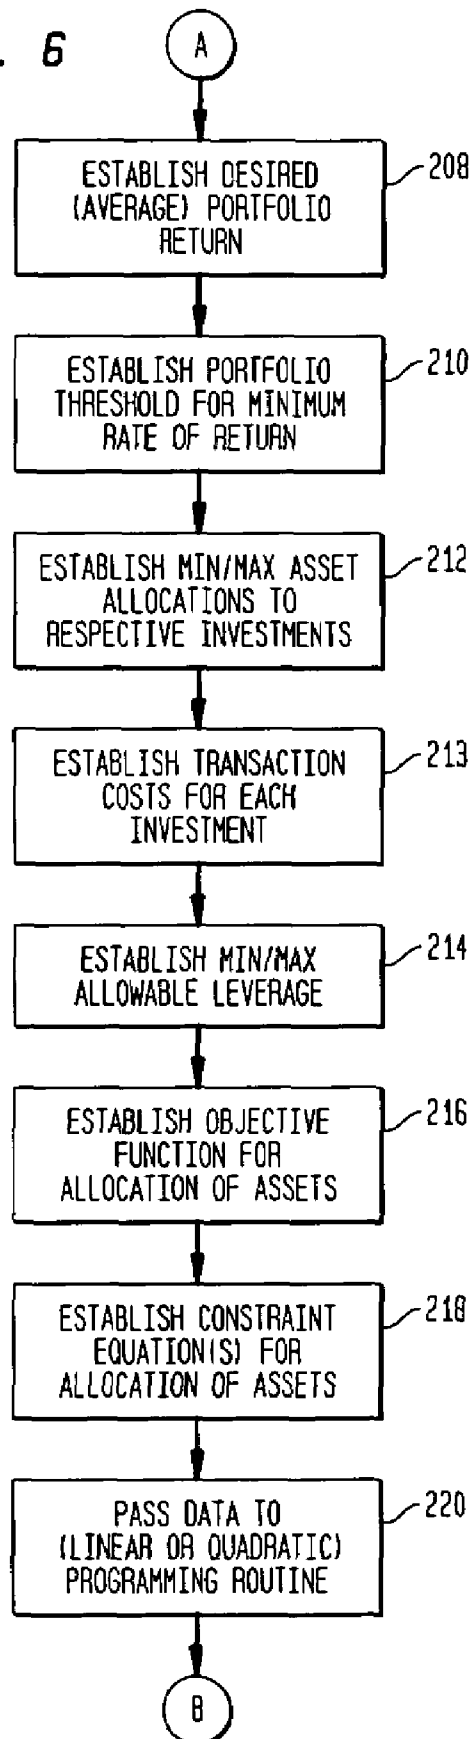 . 6
A
ESTABLISH DESIRED
(AVERAGE) PORTFOLIO
RETURN
208
ESTABLISH PORTFOLIO
THRESHOLD FOR MINIMUM
RATE OF RETURN
210
ESTABLISH MIN/MAX ASSET
ALLOCATIONS TO
RESPECTIVE INVESTMENTS
212
ESTABLISH TRANSACTION
COSTS FOR EACH
INVESTMENT
213
ESTABLISH MIN/MAX
ALLOWABLE LEVERAGE
214
ESTABLISH OBJECTIVE
FUNCTION FOR
ALLOCATION OF ASSETS
216
ESTABLISH CONSTRAINT
EQUATION(S) FOR
ALLOCATION OF ASSETS
218
PASS DATA TO
(LINEAR OR QUADRATIC)
PROGRAMMING ROUTINE
220
B